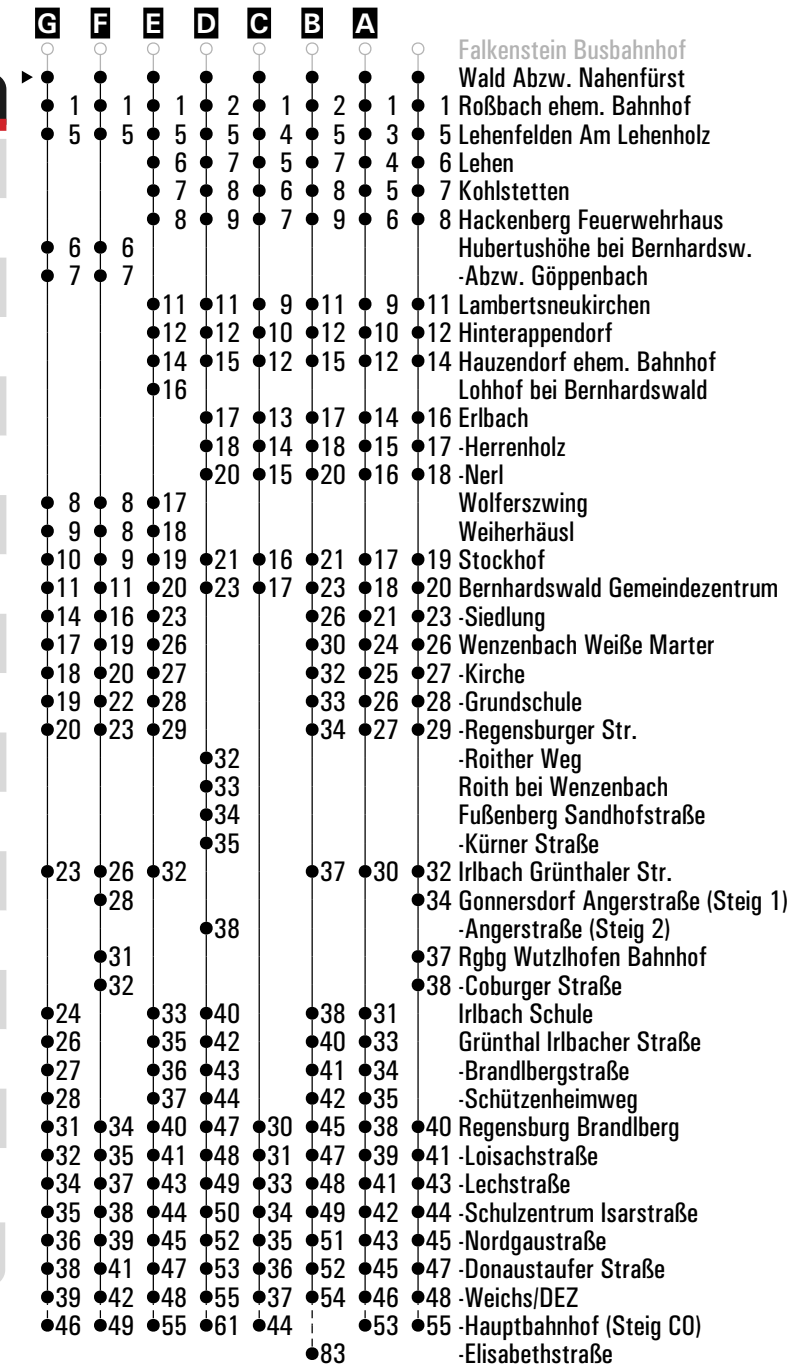 G F E D C B A
Falkenstein Busbahnhof
Wald Abzw. Nahenfürst
1 1 1 2 1 2 1 1 Roßbach ehem. Bahnhof
5 5 5 5 4 5 3 5 Lehenfelden Am Lehenholz
6 7 5 7 4 6 Lehen
7 8 6 8 5 7 Kohlstetten
8 9 7 9 6 8 Hackenberg Feuerwehrhaus
6 6 Hubertushöhe bei Bernhardsw.
7 7 -Abzw. Göppenbach
11 11 9 11 9 11 Lambertsneukirchen
12 12 10 12 10 12 Hinterappendorf
14 15 12 15 12 14 Hauzendorf ehem. Bahnhof
16 Lohhof bei Bernhardswald
17 13 17 14 16 Erlbach
18 14 18 15 17 -Herrenholz
20 15 20 16 18 -Nerl
8 8 17 Wolferszwing
9 8 18 Weiherhäusl
10 9 19 21 16 21 17 19 Stockhof
11 11 20 23 17 23 18 20 Bernhardswald Gemeindezentrum
14 16 23 26 21 23 -Siedlung
17 19 26 30 24 26 Wenzenbach Weiße Marter
18 20 27 32 25 27 -Kirche
19 22 28 33 26 28 -Grundschule
20 23 29 34 27 29 -Regensburger Str.
32 -Roither Weg
33 Roith bei Wenzenbach
34 Fußenberg Sandhofstraße
35 -Kürner Straße
23 26 32 37 30 32 Irlbach Grünthaler Str.
28 34 Gonnersdorf Angerstraße (Steig 1)
38 -Angerstraße (Steig 2)
31 37 Rgbg Wutzlhofen Bahnhof
32 38 -Coburger Straße
24 33 40 38 31 Irlbach Schule
26 35 42 40 33 Grünthal Irlbacher Straße
27 36 43 41 34 -Brandlbergstraße
28 37 44 42 35 -Schützenheimweg
31 34 40 47 30 45 38 40 Regensburg Brandlberg
32 35 41 48 31 47 39 41 -Loisachstraße
34 37 43 49 33 48 41 43 -Lechstraße
35 38 44 50 34 49 42 44 -Schulzentrum Isarstraße
36 39 45 52 35 51 43 45 -Nordgaustraße
38 41 47 53 36 52 45 47 -Donaustaufer Straße
39 42 48 55 37 54 46 48 -Weichs/DEZ
46 49 55 61 44 53 55 -Hauptbahnhof (Steig C0)
83 -Elisabethstraße